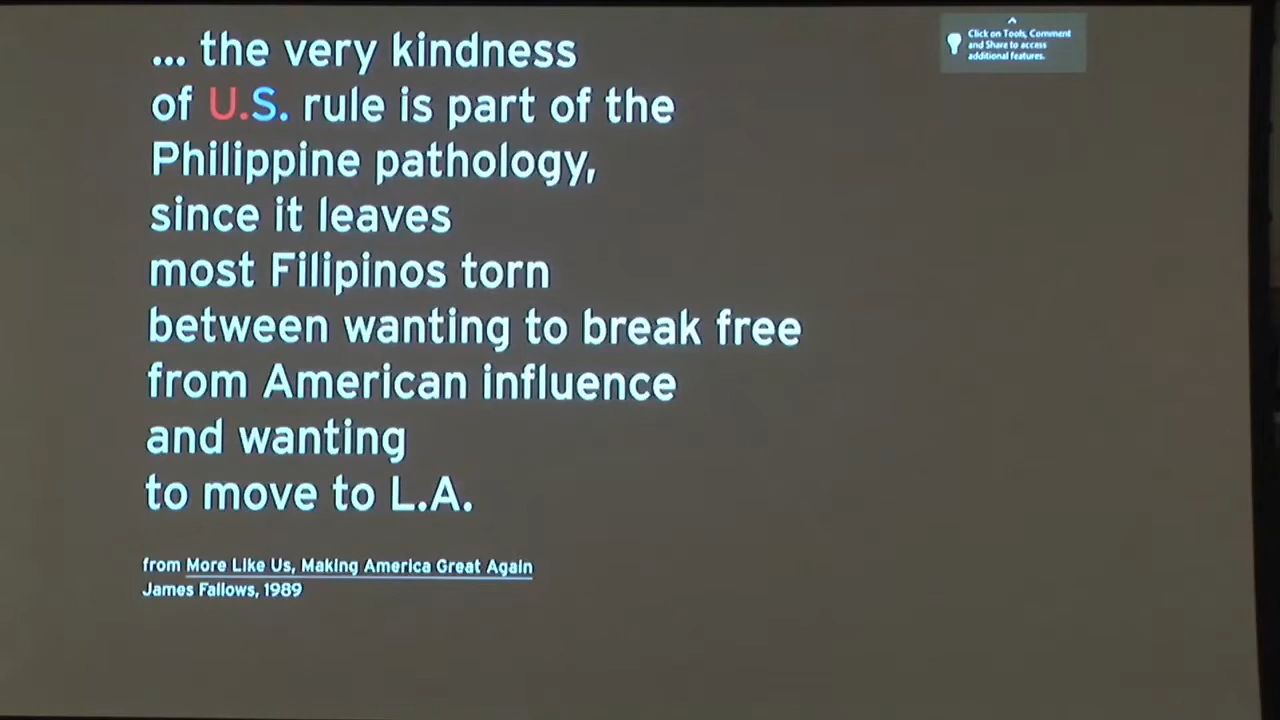 ... the very kindness
of U.S. rule is part of the
Philippine pathology,
since it leaves
most Filipinos torn
between wanting to break free
from American influence
and wanting
to move to L.A.
from More Like Us, Making America Great Again
James Fallows, 1989
Click on Tools, Comment
and Share to access
additional features.